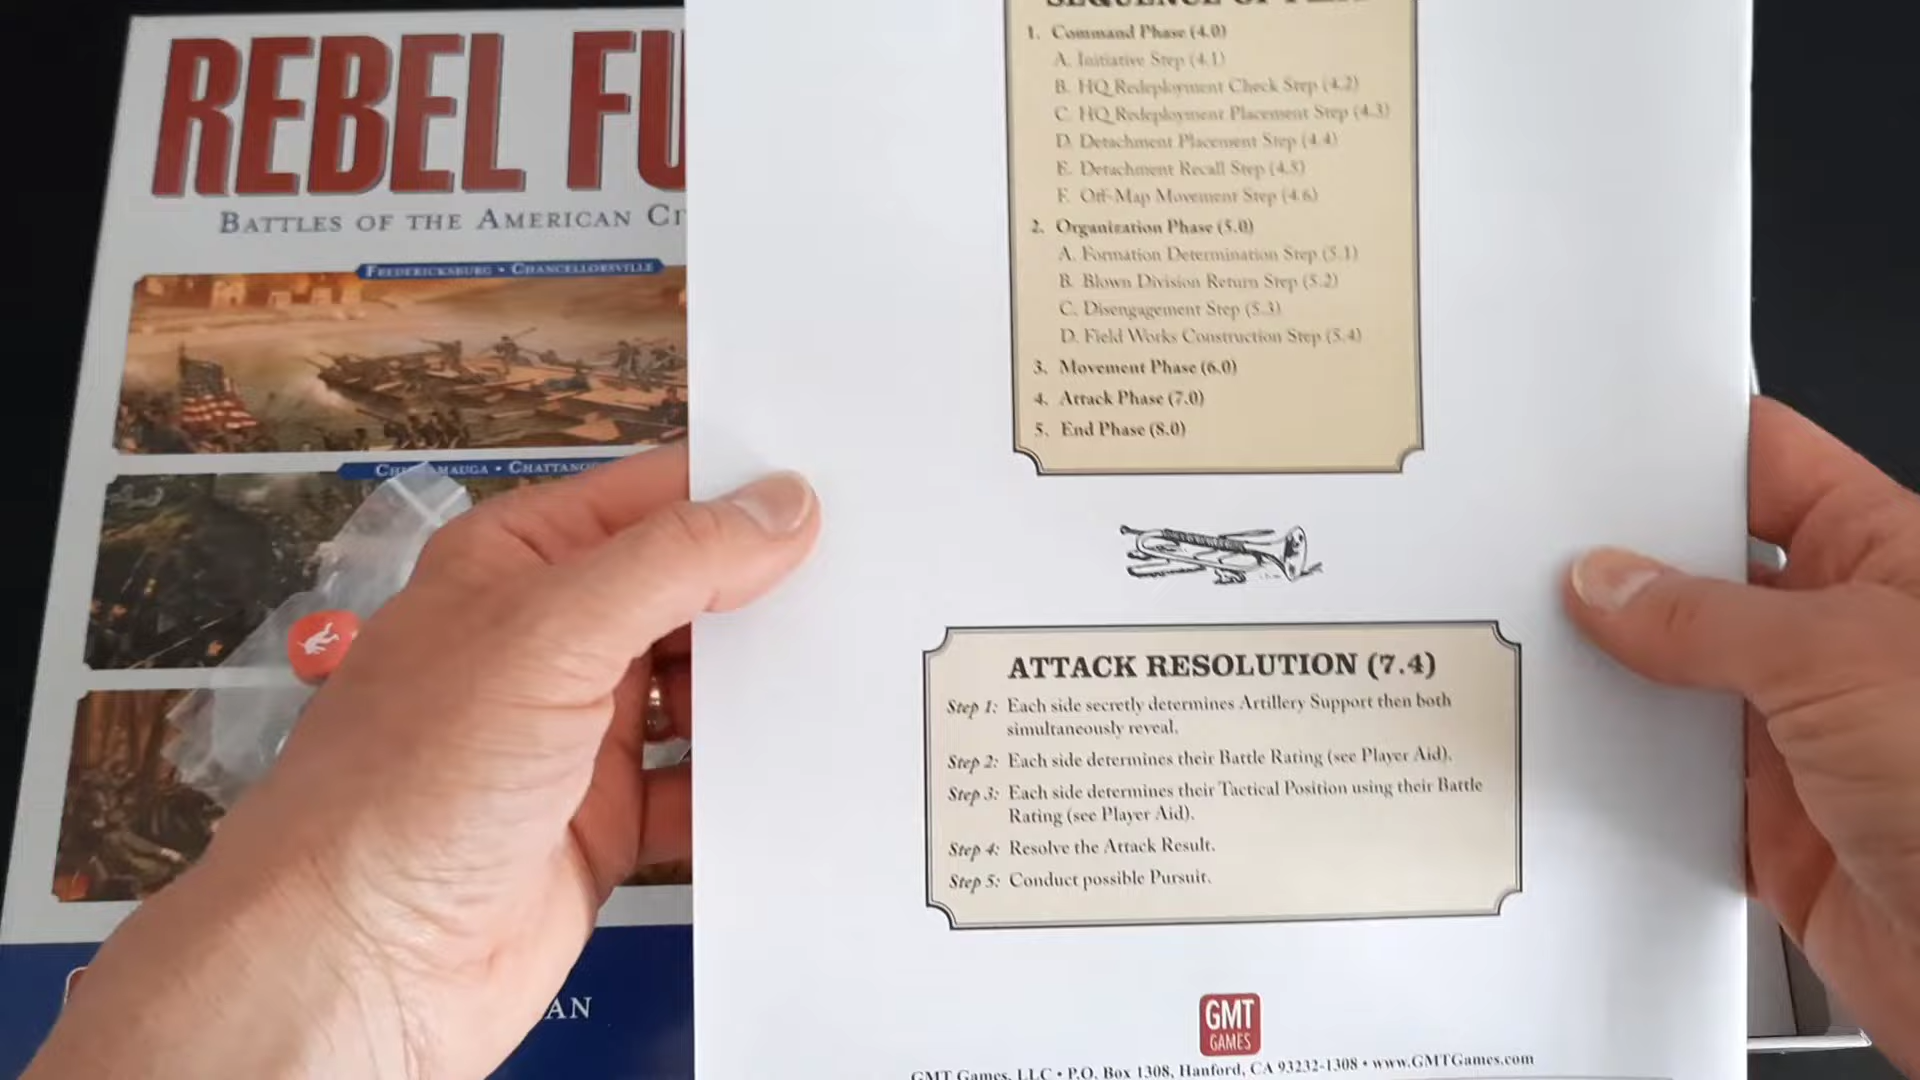 REBEL FU
BATTLES OF THE AMERICAN CI
FREDERICKSBURG • CHANCELLORSVILLE
AN
SEQUENCE OF
1. Command Phase (4.0)
A. Initiative Step (4.1)
B. HQ Redeployment Check Step (4.2)
C. HQ Redeployment Placement Step (4.3)
D. Detachment Placement Step (4.4)
E. Detachment Recall Step (4.5)
F. Off-Map Movement Step (4.6)
2. Organization Phase (5.0)
A. Formation Determination Step (5.1)
B. Blown Division Return Step (5.2)
C. Disengagement Step (5.3)
D. Field Works Construction Step (5.4)
3. Movement Phase (6.0)
4. Attack Phase (7.0)
5. End Phase (8.0)
ATTACK RESOLUTION (7.4)
Step 1: Each side secretly determines Artillery Support then both
simultaneously reveal.
Step 2: Each side determines their Battle Rating (see Player Aid).
Step 3: Each side determines their Tactical Position using their Battle
Rating (see Player Aid).
Step 4: Resolve the Attack Result.
Step 5: Conduct possible Pursuit.
GMT
GAMES
GMT Games, LLC • P.O. Box 1308, Hanford, CA 93232-1308 • www.GMTGames.com